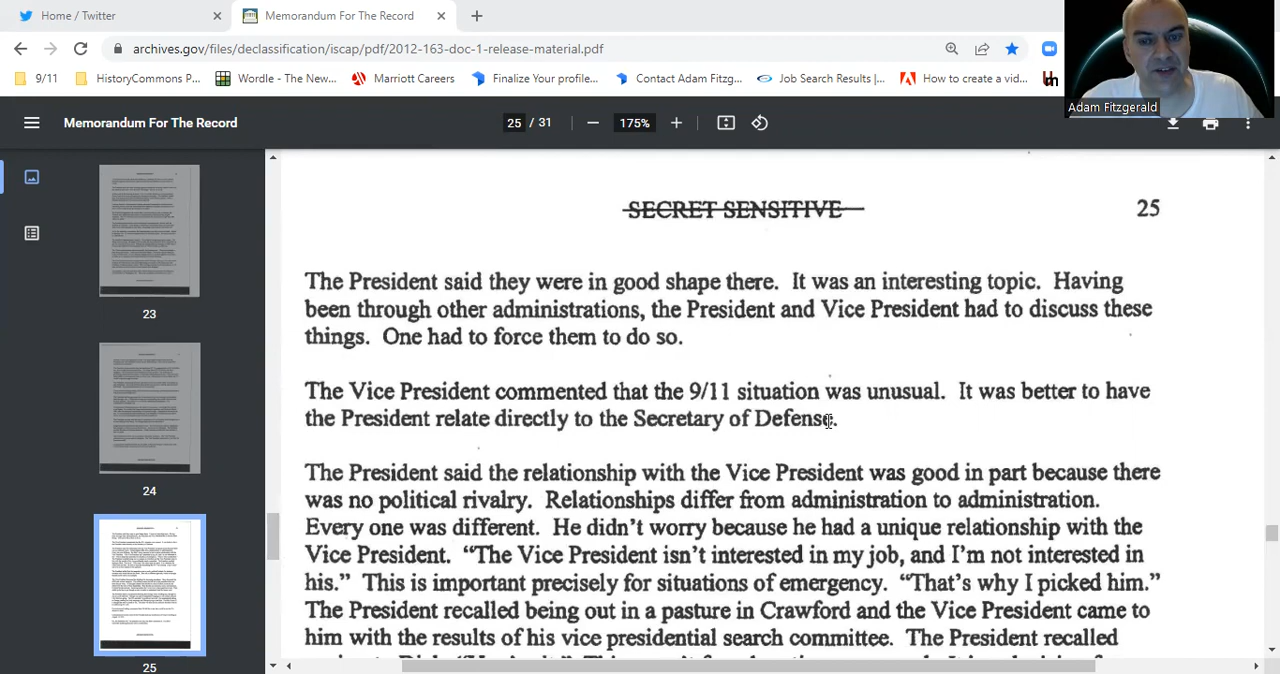 Home / Twitter
Memorandum For The Record
archives.gov/files/declassification/iscap/pdf/2012-163-doc-1-release-material.pdf
9/11
HistoryCommons P...
Wordle - The New...
Marriott Careers
Finalize Your profile...
Contact Adam Fitzg...
Job Search Results |...
How to create a vid...
Adam Fitzgerald
Memorandum For The Record
25 / 31
175%
23
24
25
SECRET SENSITIVE
25
The President said they were in good shape there. It was an interesting topic. Having
been through other administrations, the President and Vice President had to discuss these
things. One had to force them to do so.
The Vice President commented that the 9/11 situation was unusual. It was better to have
the President relate directly to the Secretary of Defense.
The President said the relationship with the Vice President was good in part because there
was no political rivalry. Relationships differ from administration to administration.
Every one was different. He didn't worry because he had a unique relationship with the
Vice President. "The Vice President isn't interested in my job, and I'm not interested in
his." This is important precisely for situations of emergency. "That's why I picked him."
The President recalled being out in a pasture in Crawford and the Vice President came to
him with the results of his vice presidential search committee. The President recalled